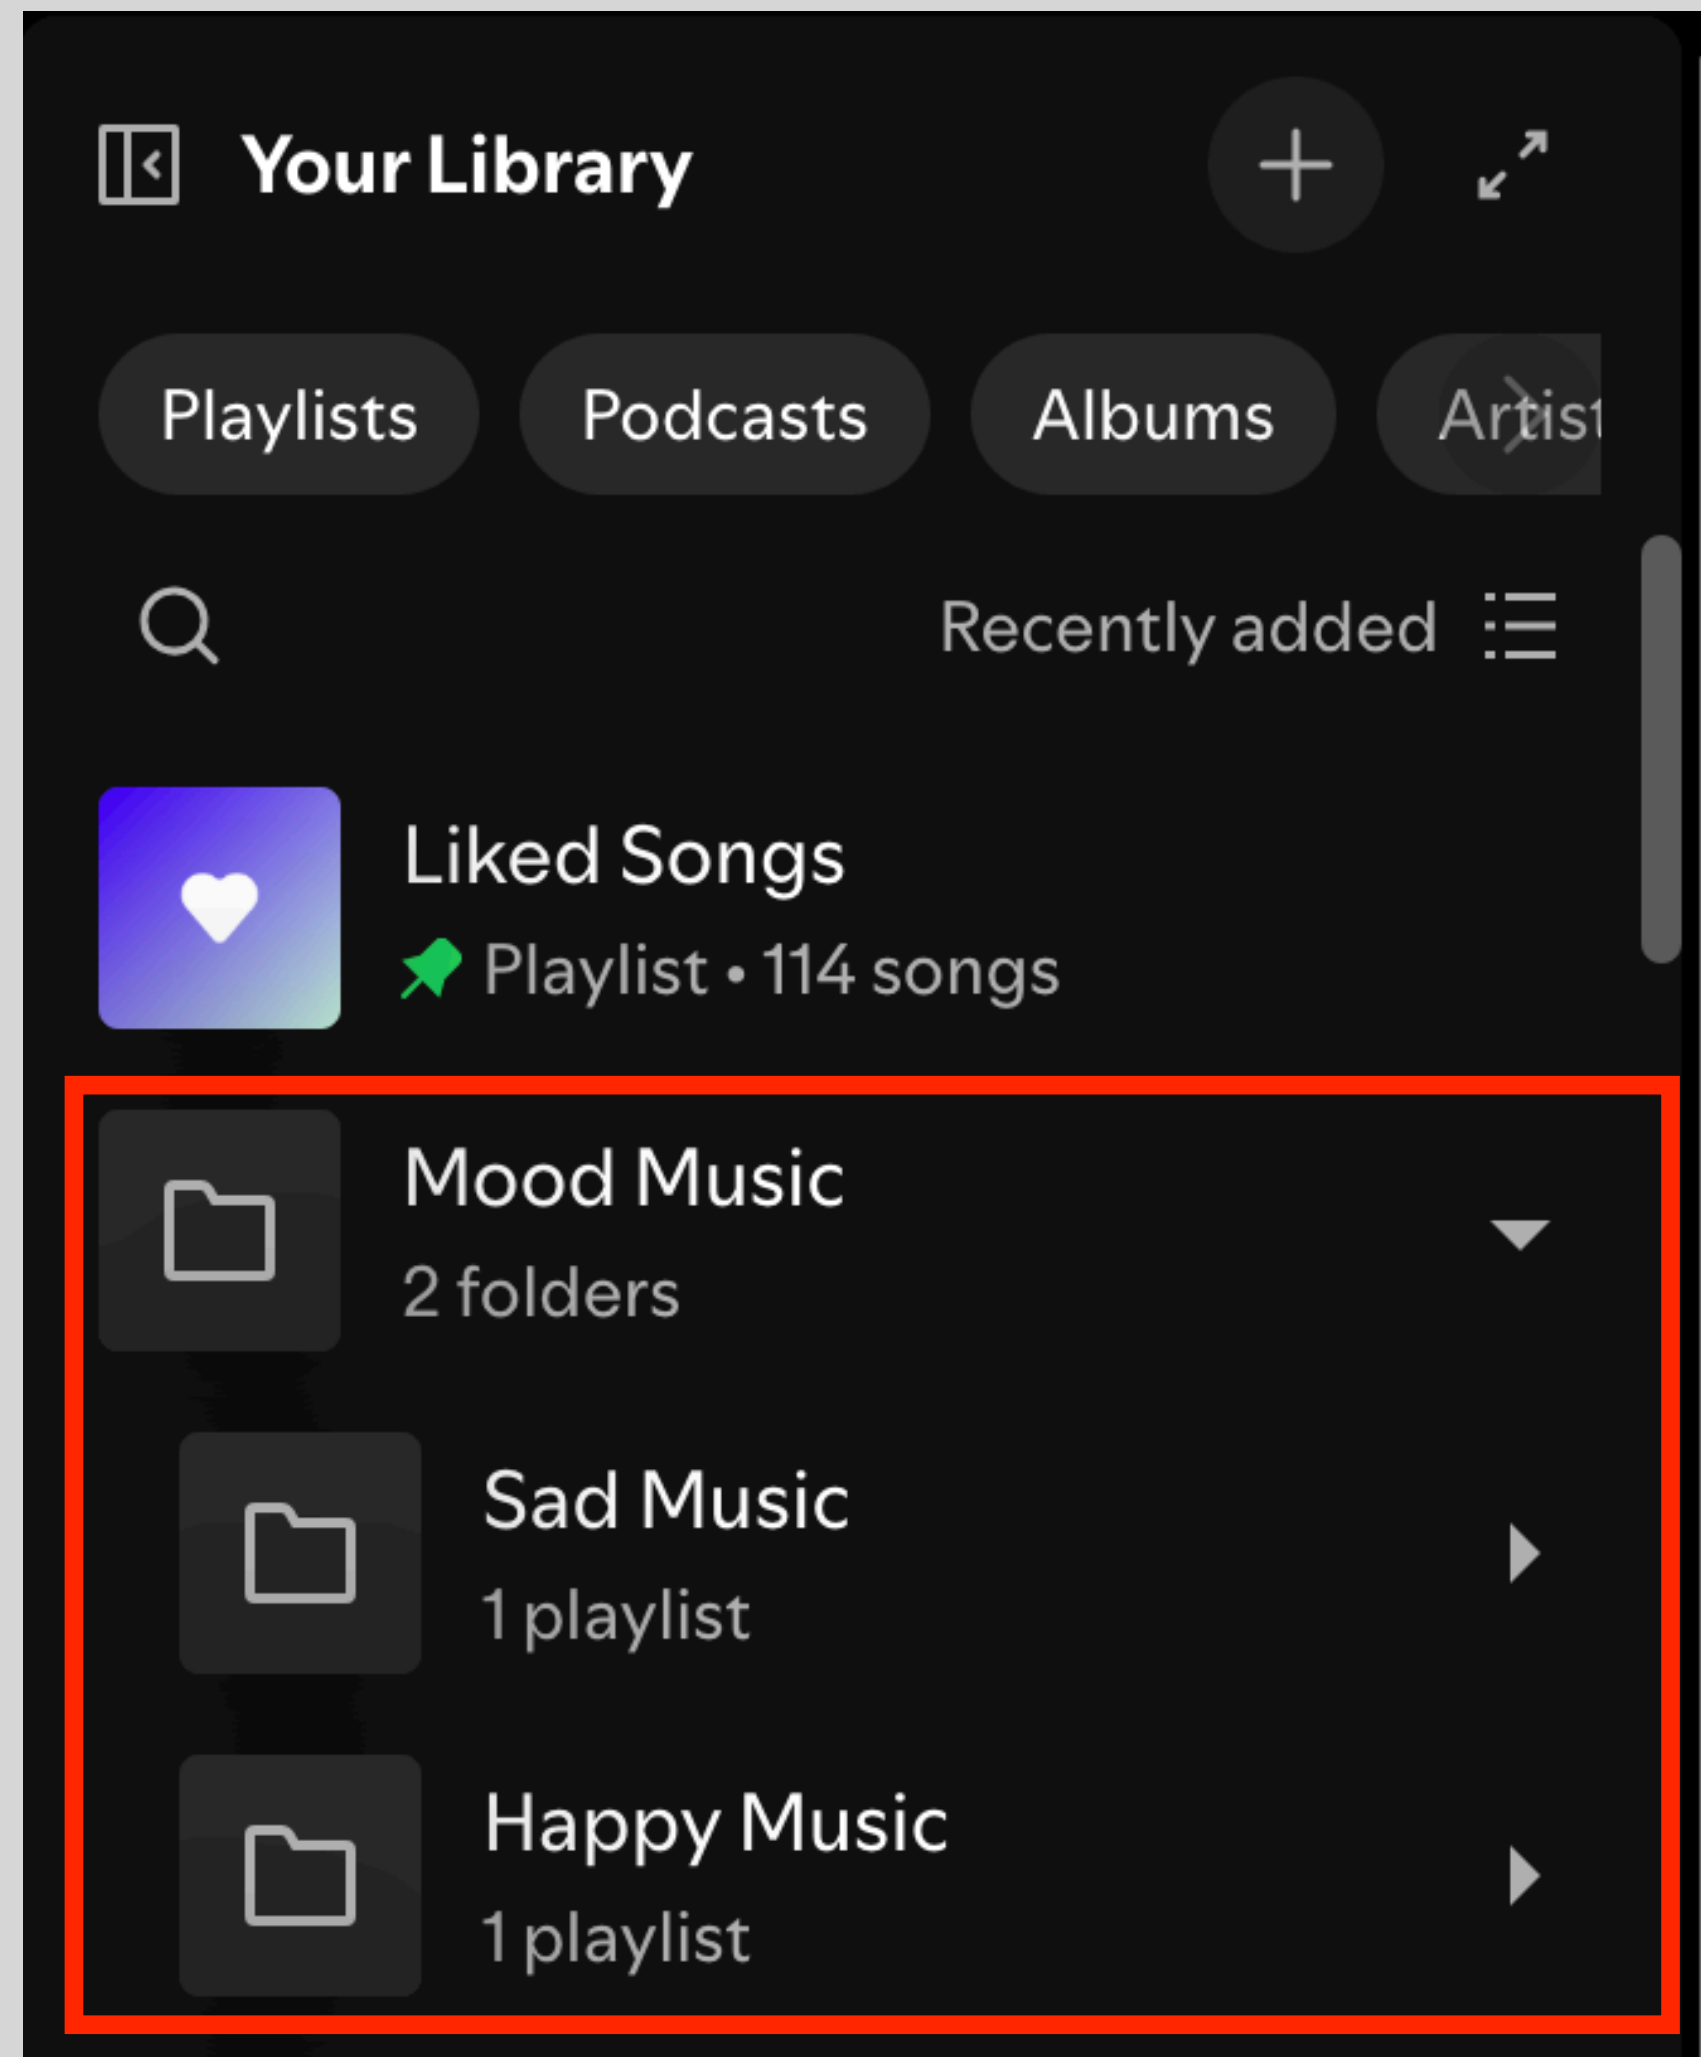 Your Library
Playlists Podcasts Albums Artist
Recently added
Liked Songs
Playlist • 114 songs
Mood Music
2 folders
Sad Music
1 playlist
Happy Music
1 playlist